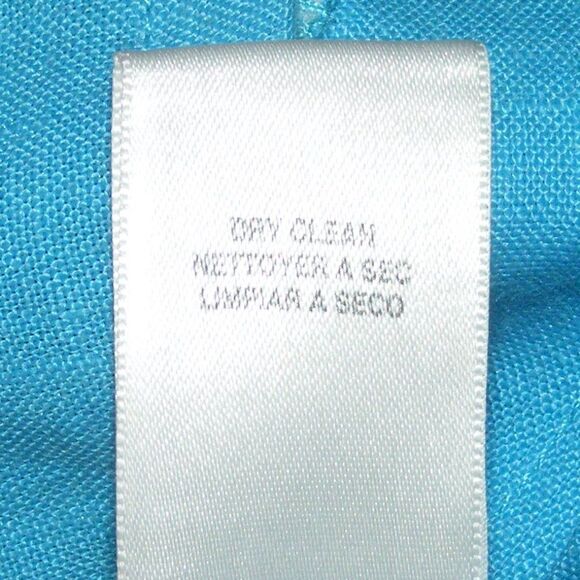 DRY CLEAN
NETTOYER A SEC
LIMPIAR A SECO